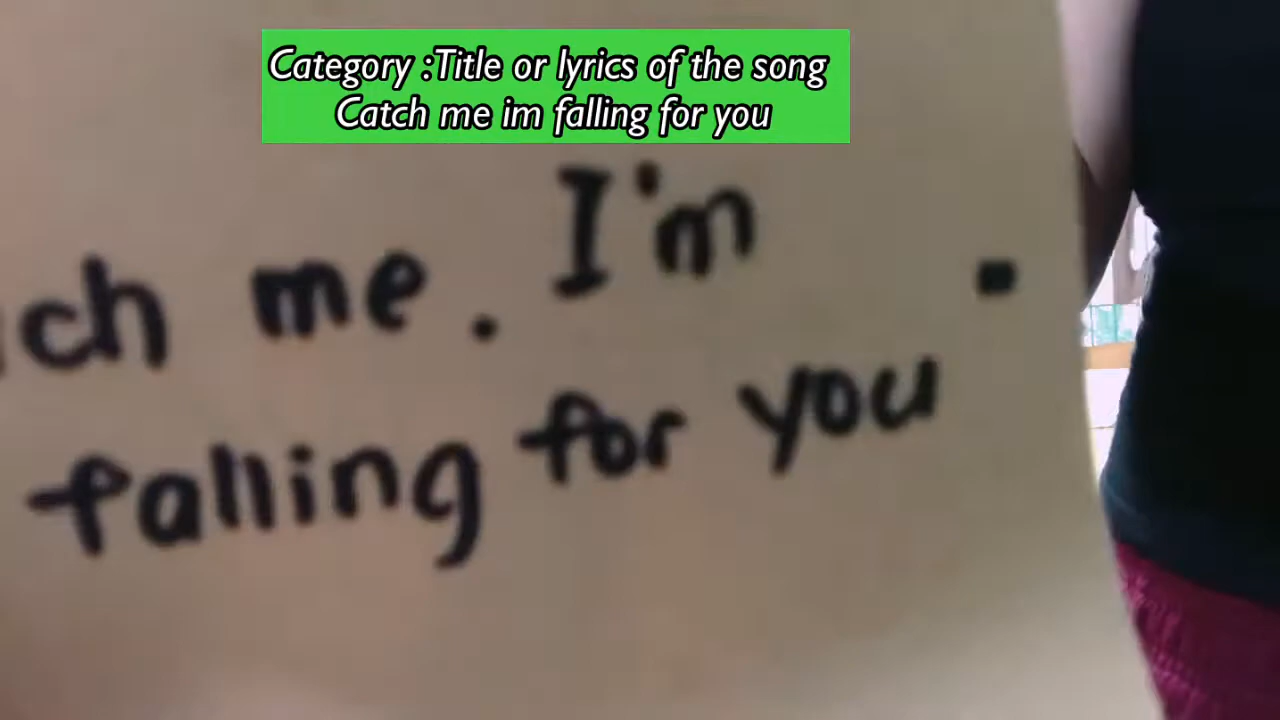 Category :Title or lyrics of the song
Catch me im falling for you
ch me. I'm
falling for you